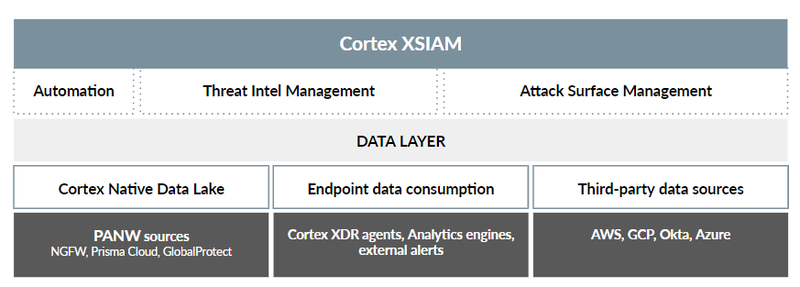 Cortex XSIAM
Automation
Threat Intel Management
Attack Surface Management
DATA LAYER
Cortex Native Data Lake
Endpoint data consumption
Third-party data sources
PANW sources
NGFW, Prisma Cloud, GlobalProtect
Cortex XDR agents, Analytics engines,
external alerts
AWS, GCP, Okta, Azure